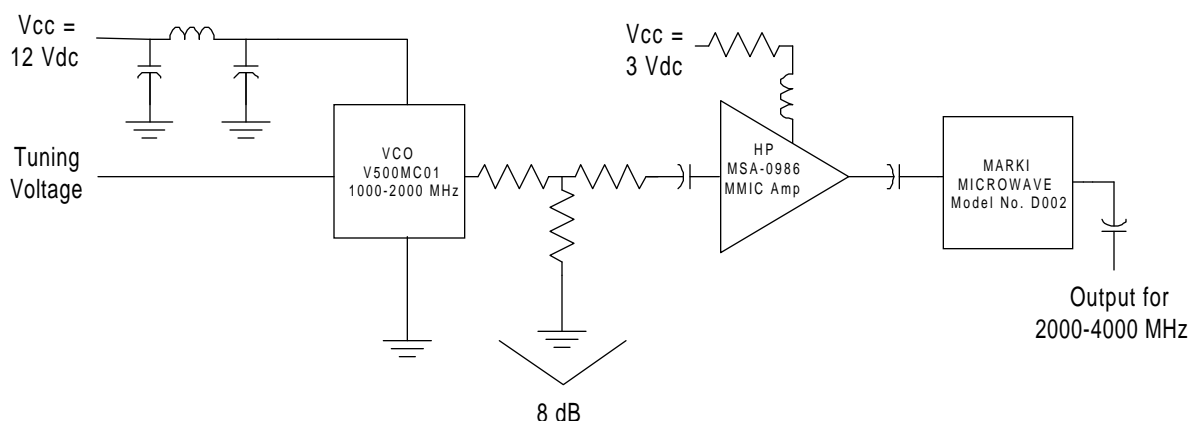 Vcc =
12 Vdc
Tuning
Voltage
VCO
V500MC01
1000-2000 MHz
8 dB
Vcc =
3 Vdc
HP
MSA-0986
MMIC Amp
MARKI
MICROWAVE
Model No. D002
Output for
2000-4000 MHz